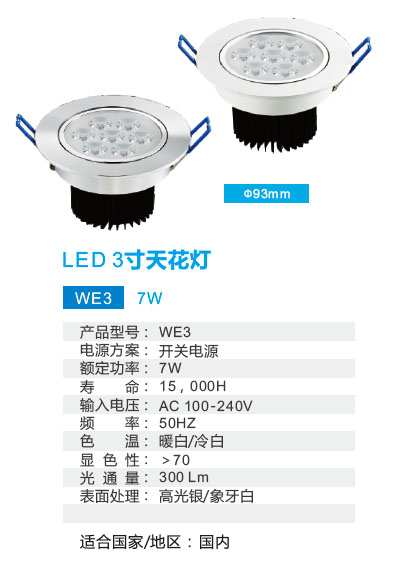 Φ93mm
LED 3寸天花灯
WE3 7W
产品型号： WE3
电源方案： 开关电源
额定功率： 7W
寿 命： 15，000H
输入电压： AC 100-240V
频 率： 50HZ
色 温： 暖白/冷白
显 色 性： >70
光 通 量： 300 Lm
表面处理： 高光银/象牙白
适合国家/地区：国内